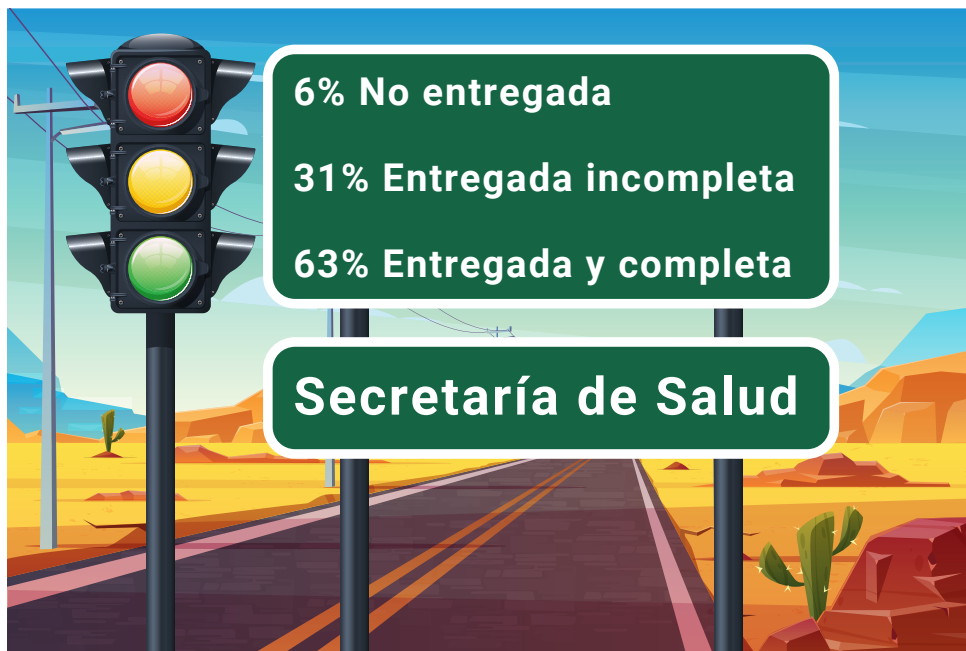 6% No entregada
31% Entregada incompleta
63% Entregada y completa
Secretaría de Salud